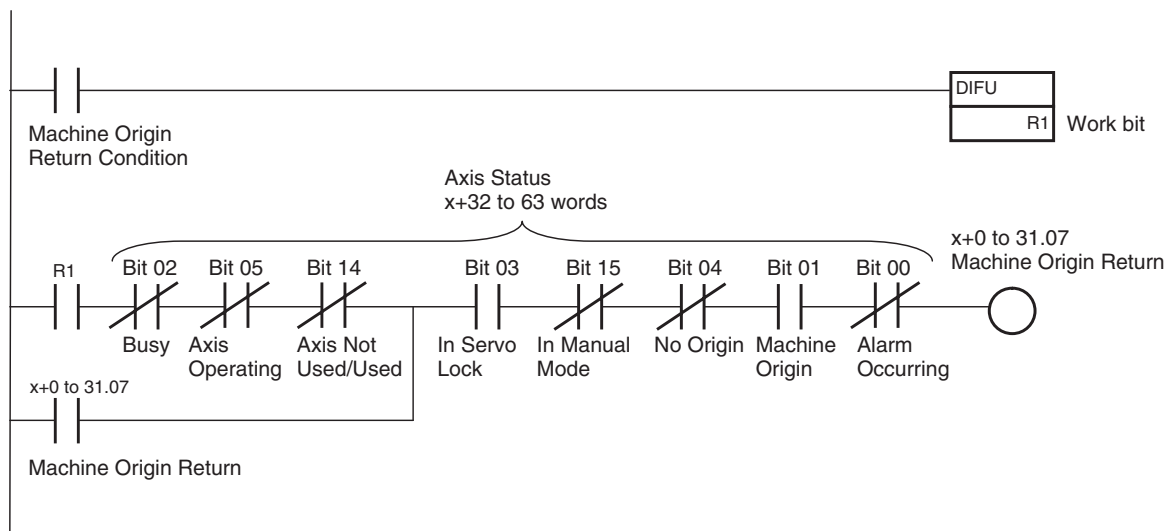 DIFU
R1 Work bit
Machine Origin
Return Condition
Axis Status
x+32 to 63 words
x+0 to 31.07
Machine Origin Return
R1 Bit 02 Bit 05 Bit 14 Bit 03 Bit 15 Bit 04 Bit 01 Bit 00
Busy Axis Axis Not In Servo In Manual No Origin Machine Alarm
Operating Used/Used Lock Mode Origin Occurring
x+0 to 31.07
Machine Origin Return